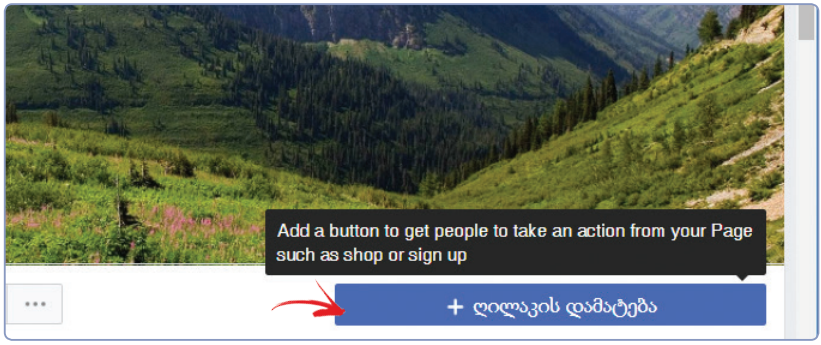 Add a button to get people to take an action from your Page
such as shop or sign up
+ ღილაკის დამატება